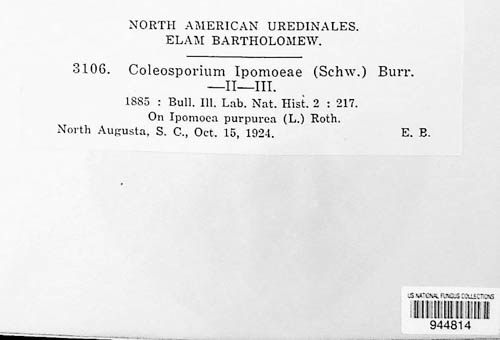 NORTH AMERICAN UREDINALES.
ELAM BARTHOLOMEW.
3106. Coleosporium Ipomoeae (Schw.) Burr.
—II—III.
1885 : Bull. Ill. Lab. Nat. Hist. 2 : 217.
On Ipomoea purpurea (L.) Roth.
North Augusta, S. C., Oct. 15, 1924. E. B.
US NATIONAL FUNGUS COLLECTIONS
944814